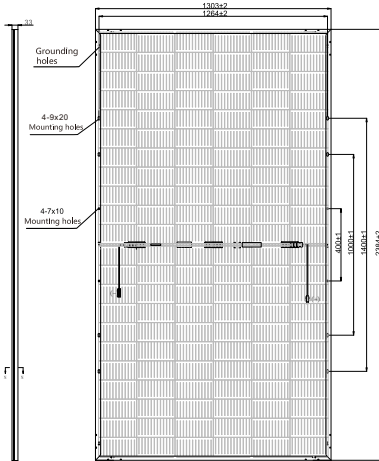 33
1303±2
1264±2
Grounding
holes
4-9x20
Mounting holes
4-7x10
Mounting holes
400±1
1000±1
1400±1
2384±2
(-)
(+)